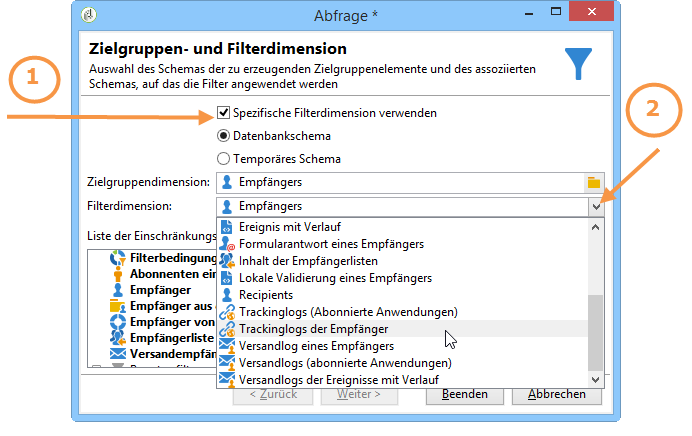 Abfrage *
Zielgruppen- und Filterdimension
Auswahl des Schemas der zu erzeugenden Zielgruppenelemente und des assoziierten
Schemas, auf das die Filter angewendet werden
1
2
Spezifische Filterdimension verwenden
Datenbankschema
Temporäres Schema
Zielgruppendimension: Empfängers
Filterdimension: Empfängers
Liste der Einschränkungs
Filterbedingung
Abonnenten ein
Empfänger
Empfänger aus
Empfänger von
Empfängerliste
Versandempfän
Ereignis mit Verlauf
Formularantwort eines Empfängers
Inhalt der Empfängerlisten
Lokale Validierung eines Empfängers
Recipients
Trackinglogs (Abonnierte Anwendungen)
Trackinglogs der Empfänger
Versandlog eines Empfängers
Versandlogs (abonnierte Anwendungen)
Versandlogs der Ereignisse mit Verlauf
< Zurück Weiter > Beenden Abbrechen